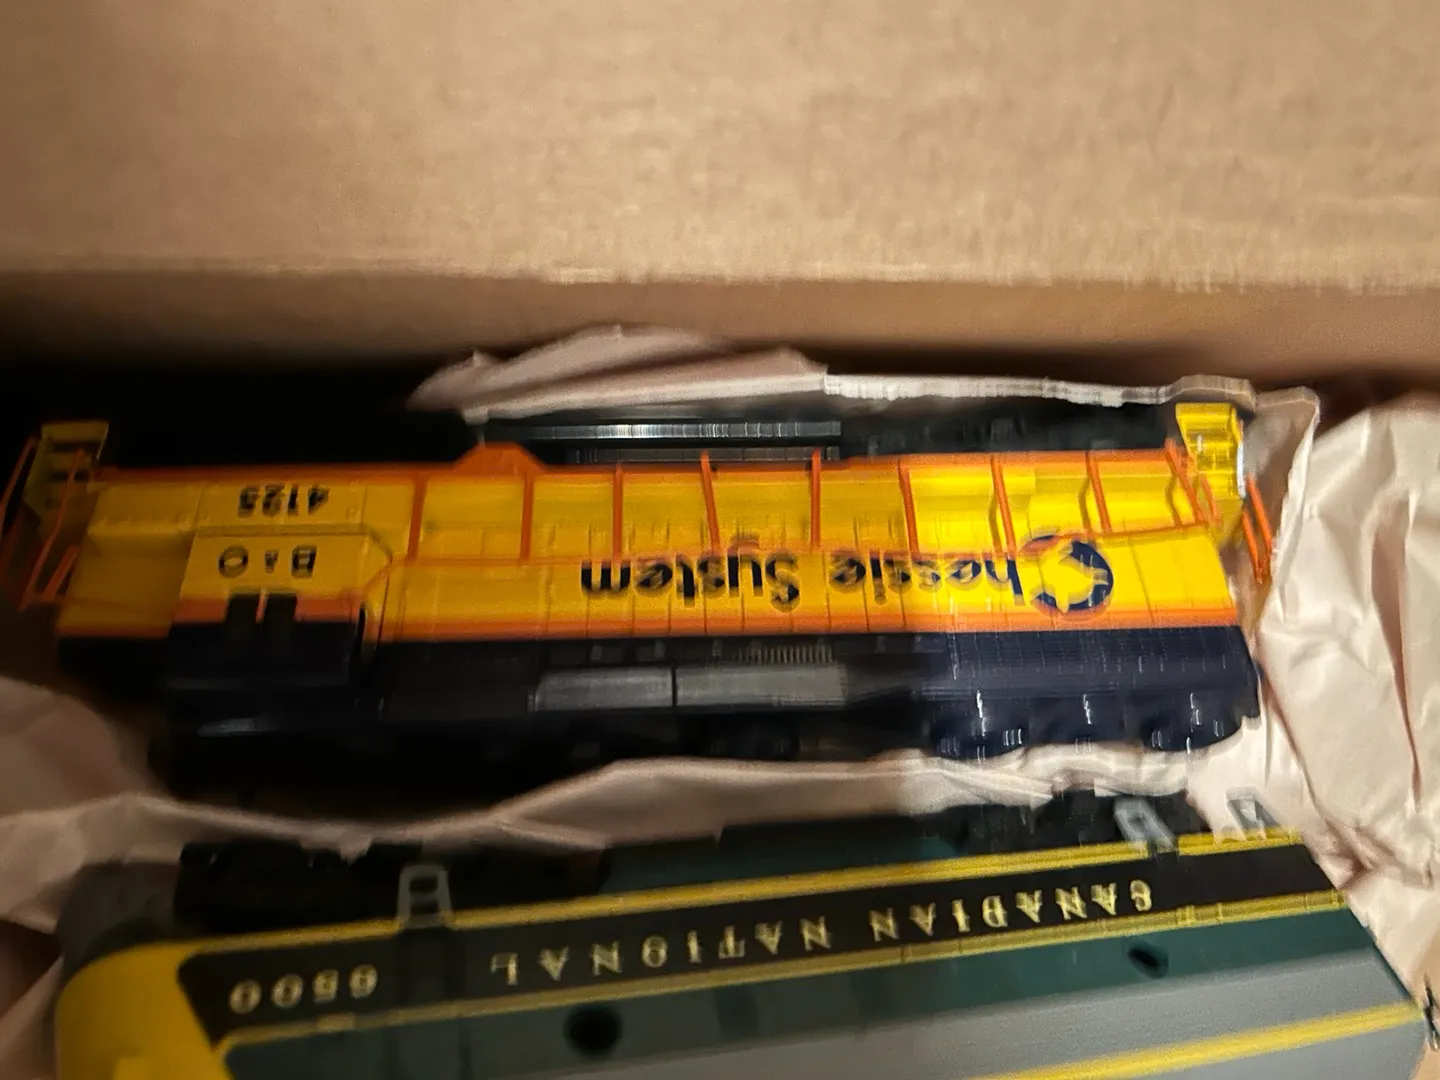 Chessie System
B&O
4125
CANADIAN NATIONAL
6500